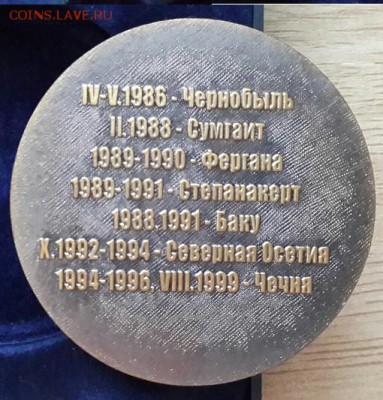 COINS.LAVE.RU
IV-V.1986 - Чернобыль
II.1988 - Сумгаит
1989-1990 - Фергана
1989-1991 - Степанакерт
1988.1991 - Баку
X.1992-1994 - Северная Осетия
1994-1996, VIII.1999 - Чечня